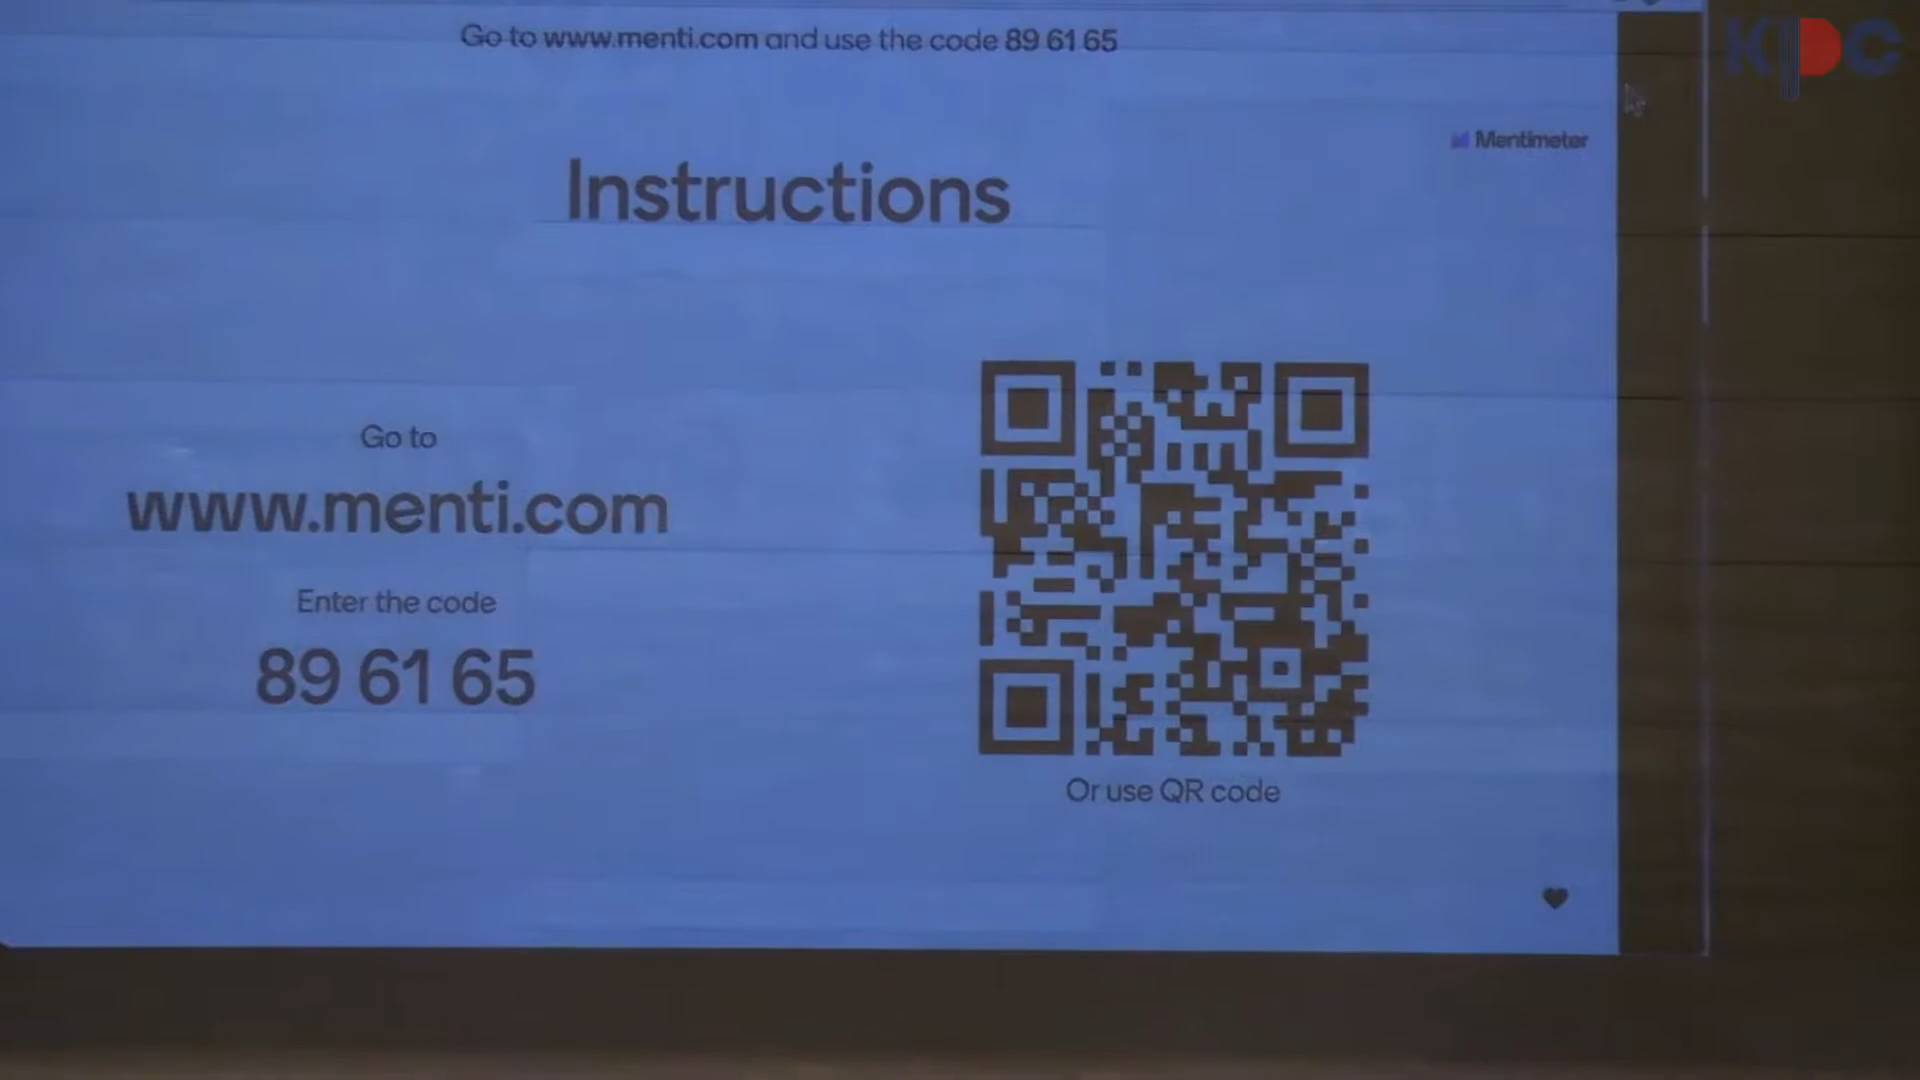 Go to www.menti.com and use the code 89 61 65
KPC
Mentimeter
Instructions
Go to
www.menti.com
Enter the code
89 61 65
Or use QR code